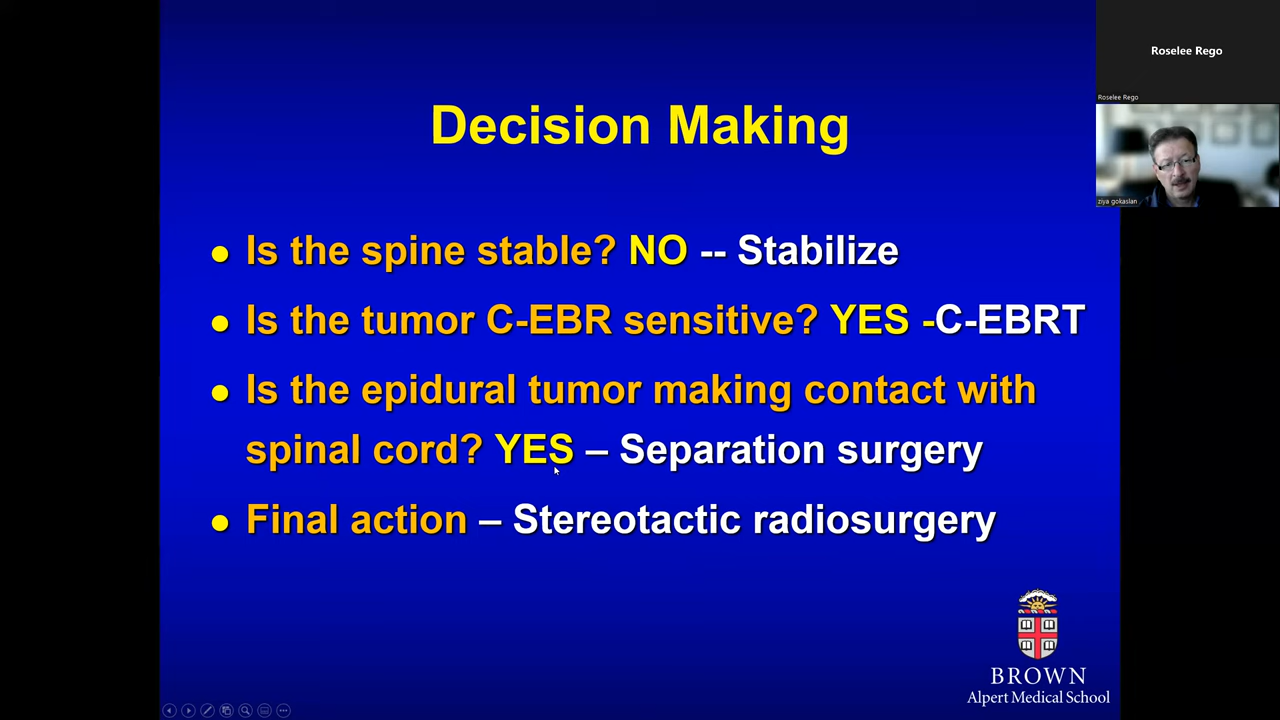 Roselee Rego
Roselee Rego
ziya gokaslan
Decision Making
Is the spine stable? NO -- Stabilize
Is the tumor C-EBR sensitive? YES -C-EBRT
Is the epidural tumor making contact with
spinal cord? YES – Separation surgery
Final action – Stereotactic radiosurgery
BROWN
Alpert Medical School